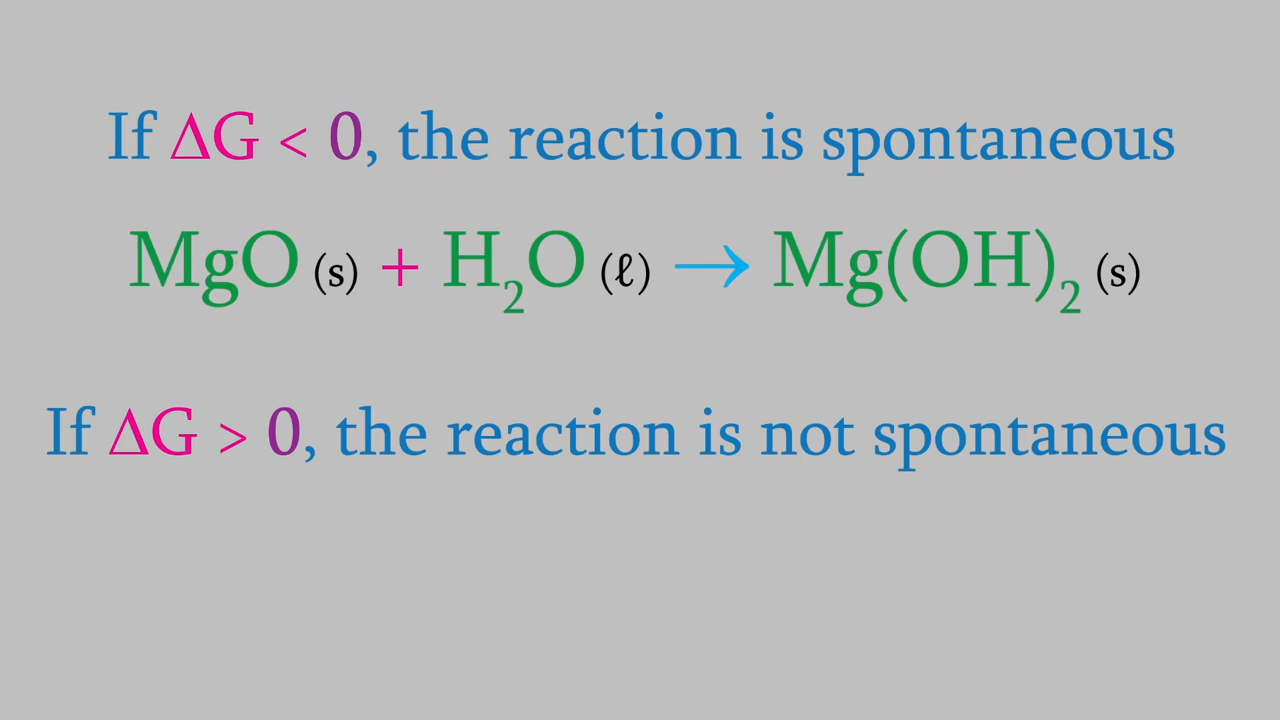 If ΔG < 0, the reaction is spontaneous
MgO (s) + H₂O (ℓ) → Mg(OH)₂ (s)
If ΔG > 0, the reaction is not spontaneous